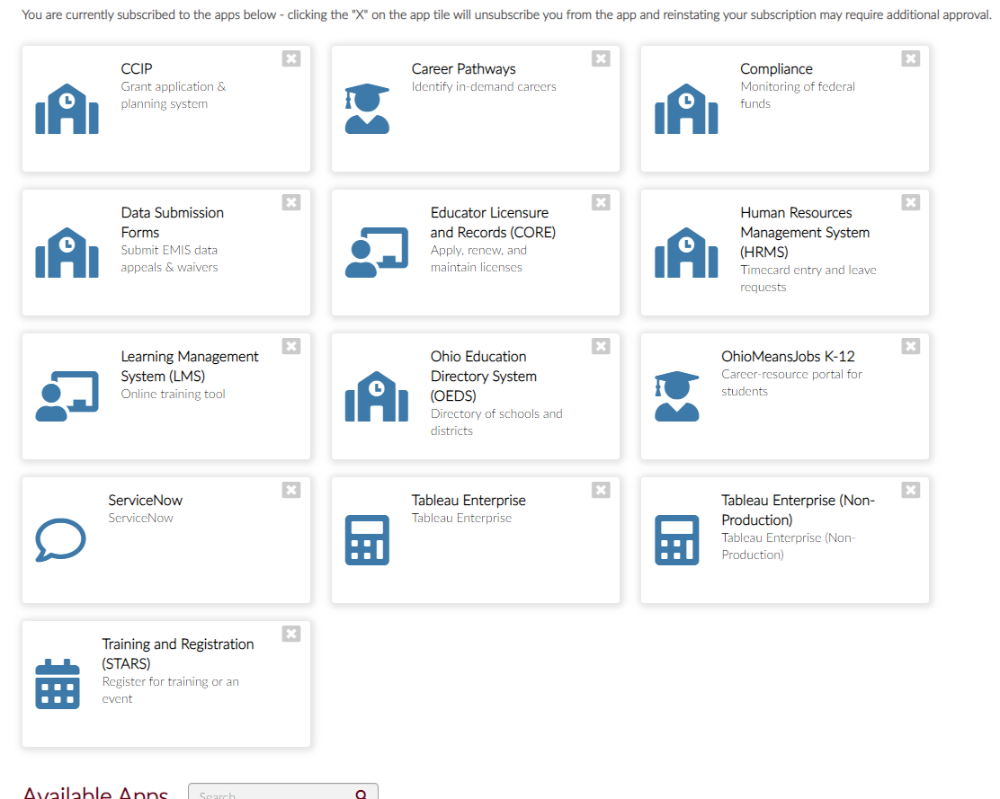 You are currently subscribed to the apps below - clicking the "X" on the app tile will unsubscribe you from the app and reinstating your subscription may require additional approval.
CCIP
Grant application &
planning system
Career Pathways
Identify in-demand careers
Compliance
Monitoring of federal
funds
Data Submission
Forms
Submit EMIS data
appeals & waivers
Educator Licensure
and Records (CORE)
Apply, renew, and
maintain licenses
Human Resources
Management System
(HRMS)
Timecard entry and leave
requests
Learning Management
System (LMS)
Online training tool
Ohio Education
Directory System
(OEDS)
Directory of schools and
districts
OhioMeansJobs K-12
Career-resource portal for
students
ServiceNow
ServiceNow
Tableau Enterprise
Tableau Enterprise
Tableau Enterprise (Non-
Production)
Tableau Enterprise (Non-
Production)
Training and Registration
(STARS)
Register for training or an
event
Available Apps
Search